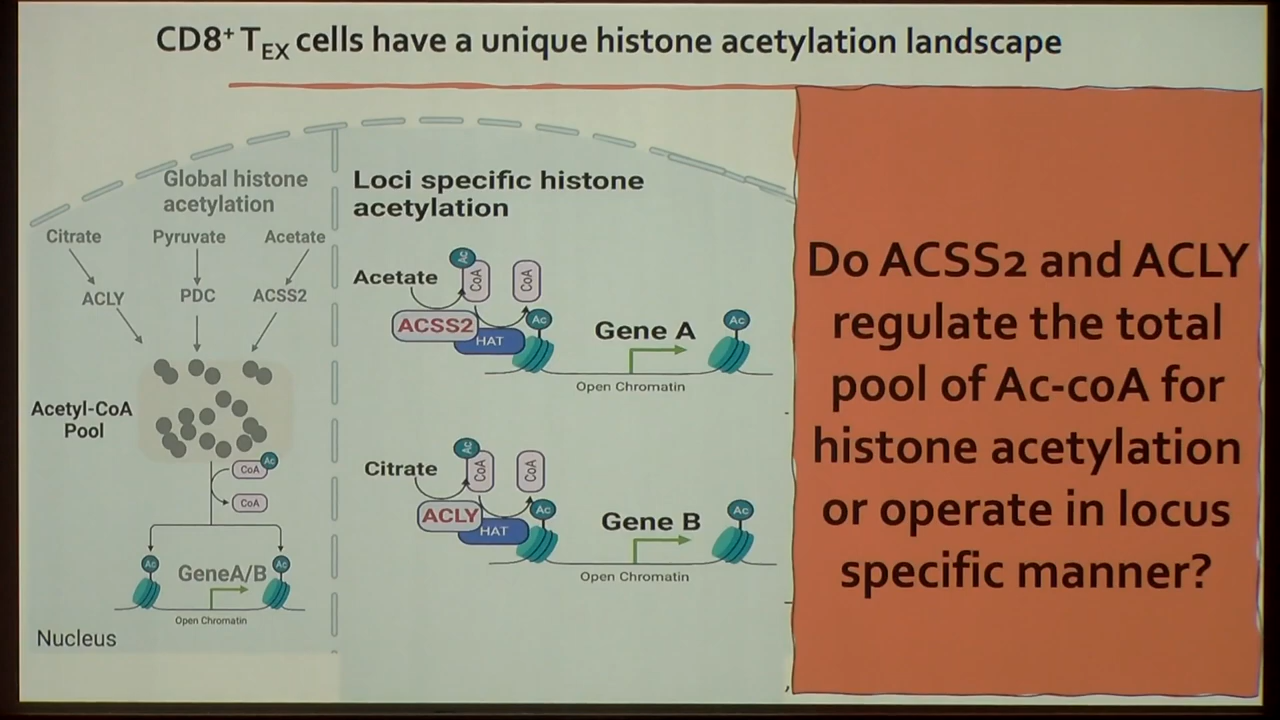 CD8+ TEX cells have a unique histone acetylation landscape
Global histone
acetylation
Citrate
Pyruvate
Acetate
ACLY
PDC
ACSS2
Acetyl-CoA
Pool
CoA
Ac
CoA
Ac
GeneA/B
Ac
Open Chromatin
Nucleus
Loci specific histone
acetylation
Acetate
Ac
CoA
CoA
ACSS2
HAT
Ac
Gene A
Ac
Open Chromatin
Citrate
Ac
CoA
CoA
ACLY
HAT
Ac
Gene B
Ac
Open Chromatin
Do ACSS2 and ACLY
regulate the total
pool of Ac-coA for
histone acetylation
or operate in locus
specific manner?